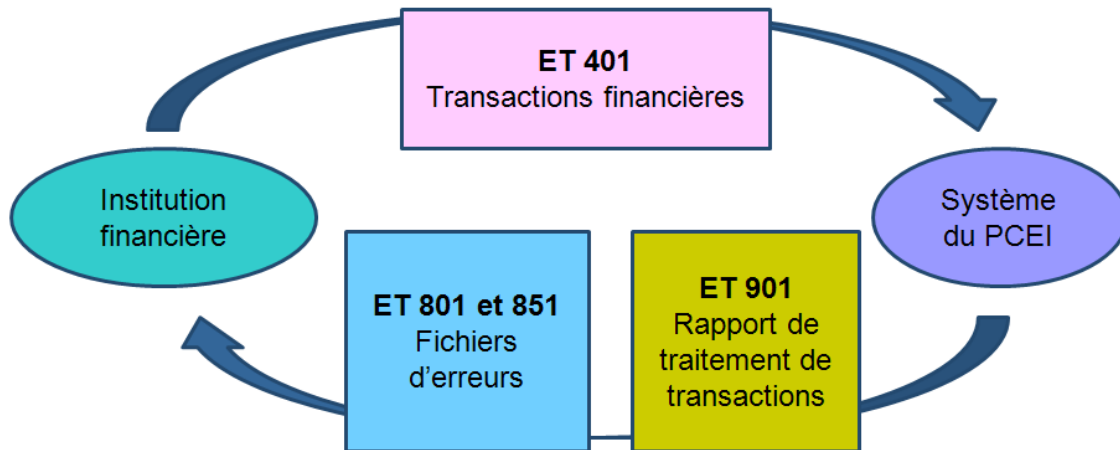 ET 401
Transactions financières
Institution
financière
Système
du PCEI
ET 801 et 851
Fichiers
d’erreurs
ET 901
Rapport de
traitement de
transactions